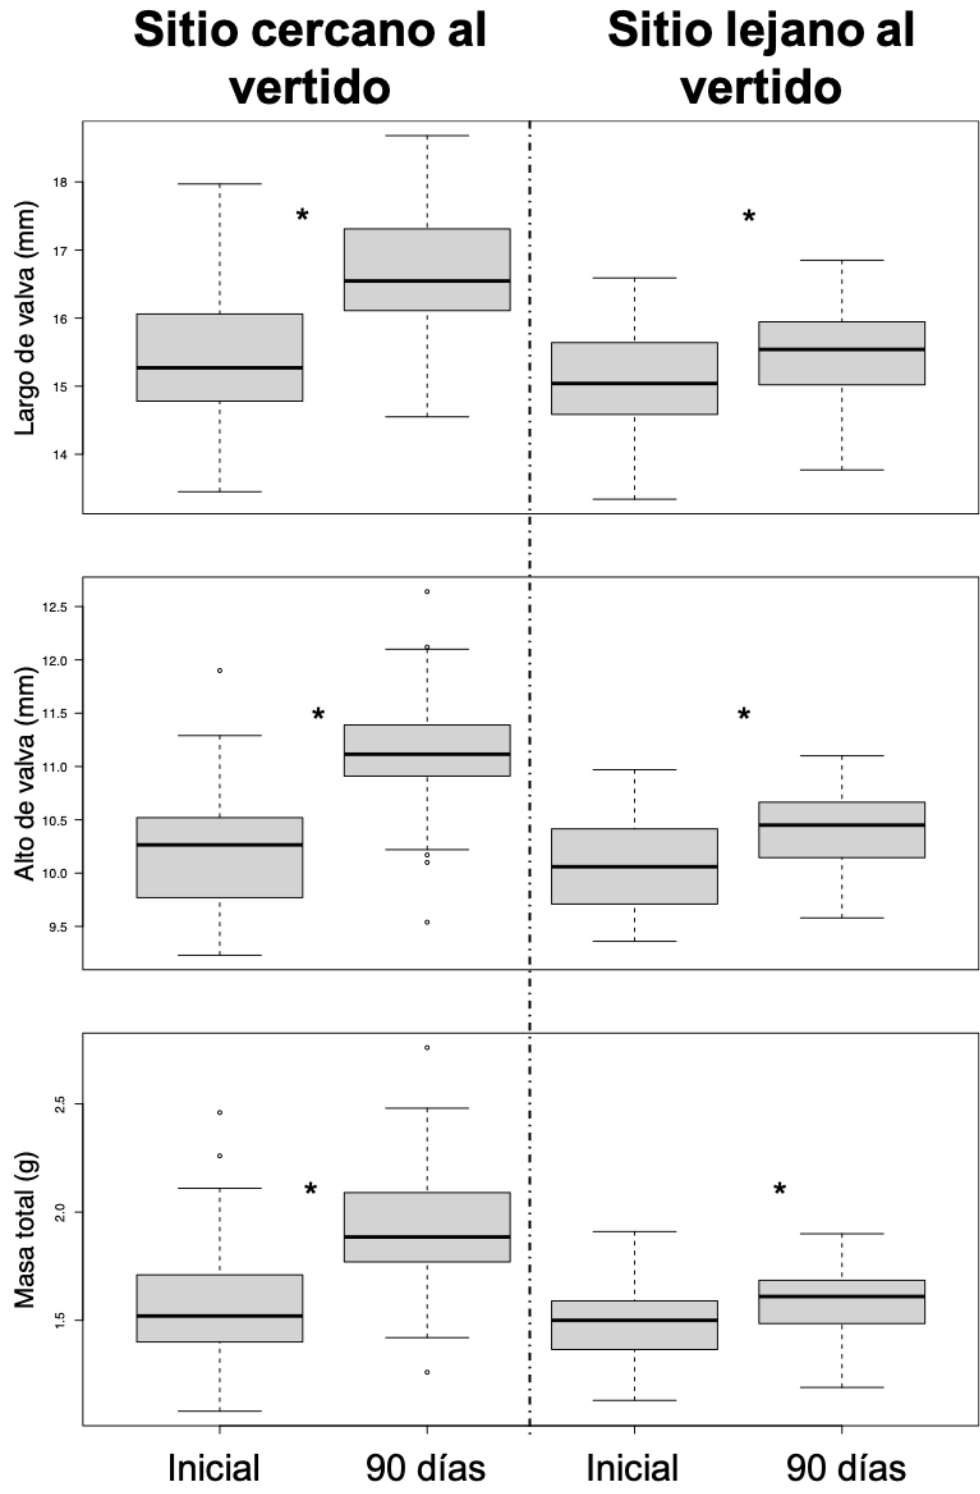 Sitio cercano al
vertido
Sitio lejano al
vertido
Largo de valva (mm)
18
17
16
15
14
*
*
Alto de valva (mm)
12.5
12.0
11.5
11.0
10.5
10.0
9.5
*
*
Masa total (g)
2.5
2.0
1.5
*
*
Inicial
90 días
Inicial
90 días